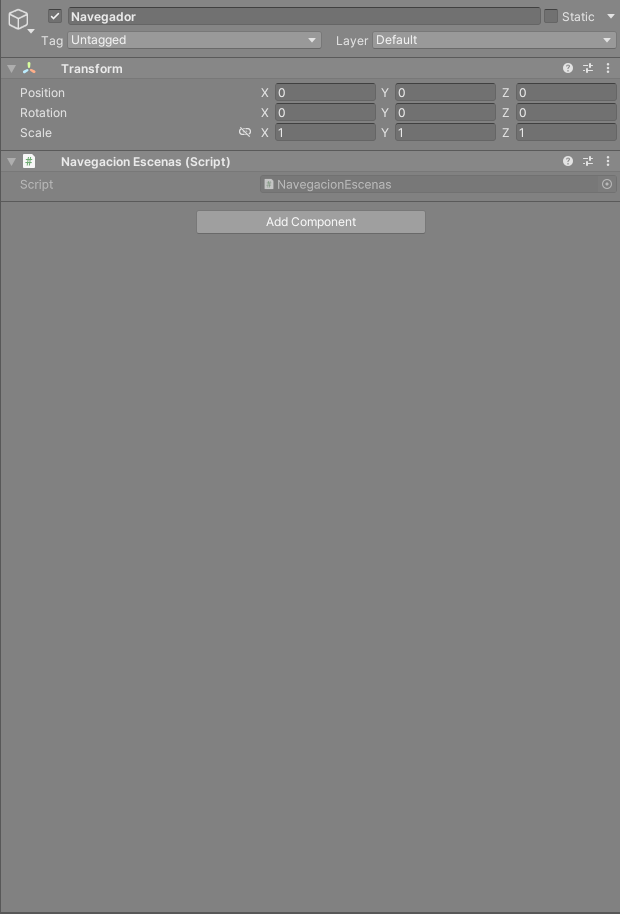 Navegador Static
Tag Untagged Layer Default
Transform
Position X 0 Y 0 Z 0
Rotation X 0 Y 0 Z 0
Scale X 1 Y 1 Z 1
# Navegacion Escenas (Script)
Script # NavegacionEscenas
Add Component